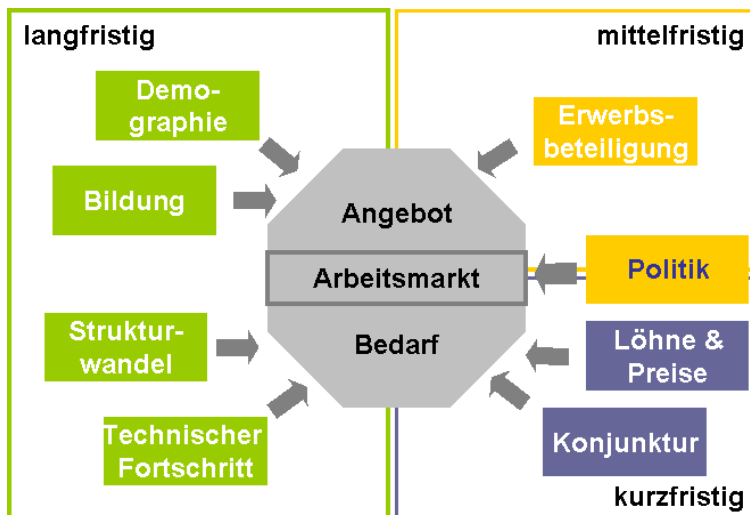 langfristig
mittelfristig
Demo-
graphie
Erwerbs-
beteiligung
Bildung
Angebot
Arbeitsmarkt
Politik
Struktur-
wandel
Bedarf
Löhne &
Preise
Technischer
Fortschritt
Konjunktur
kurzfristig